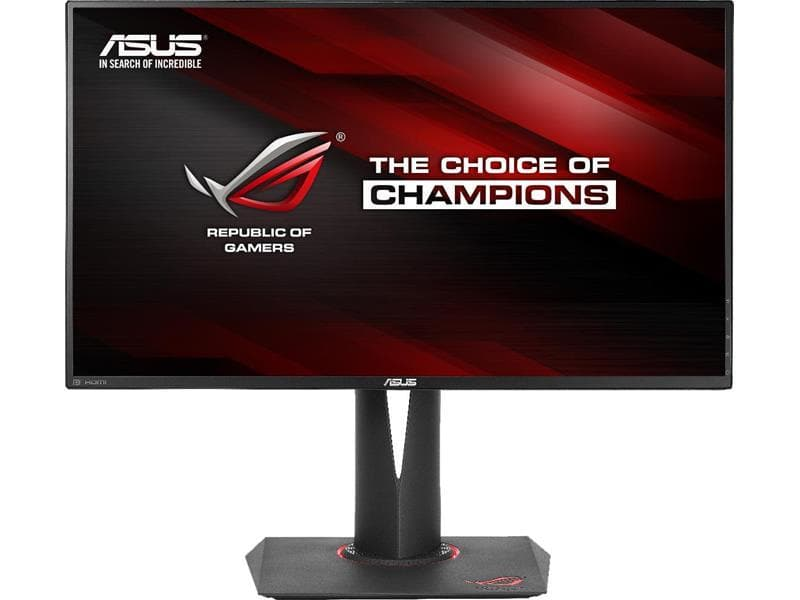 ASUS
IN SEARCH OF INCREDIBLE
®
THE CHOICE OF
CHAMPIONS
REPUBLIC OF
GAMERS
HDMI
ASUS